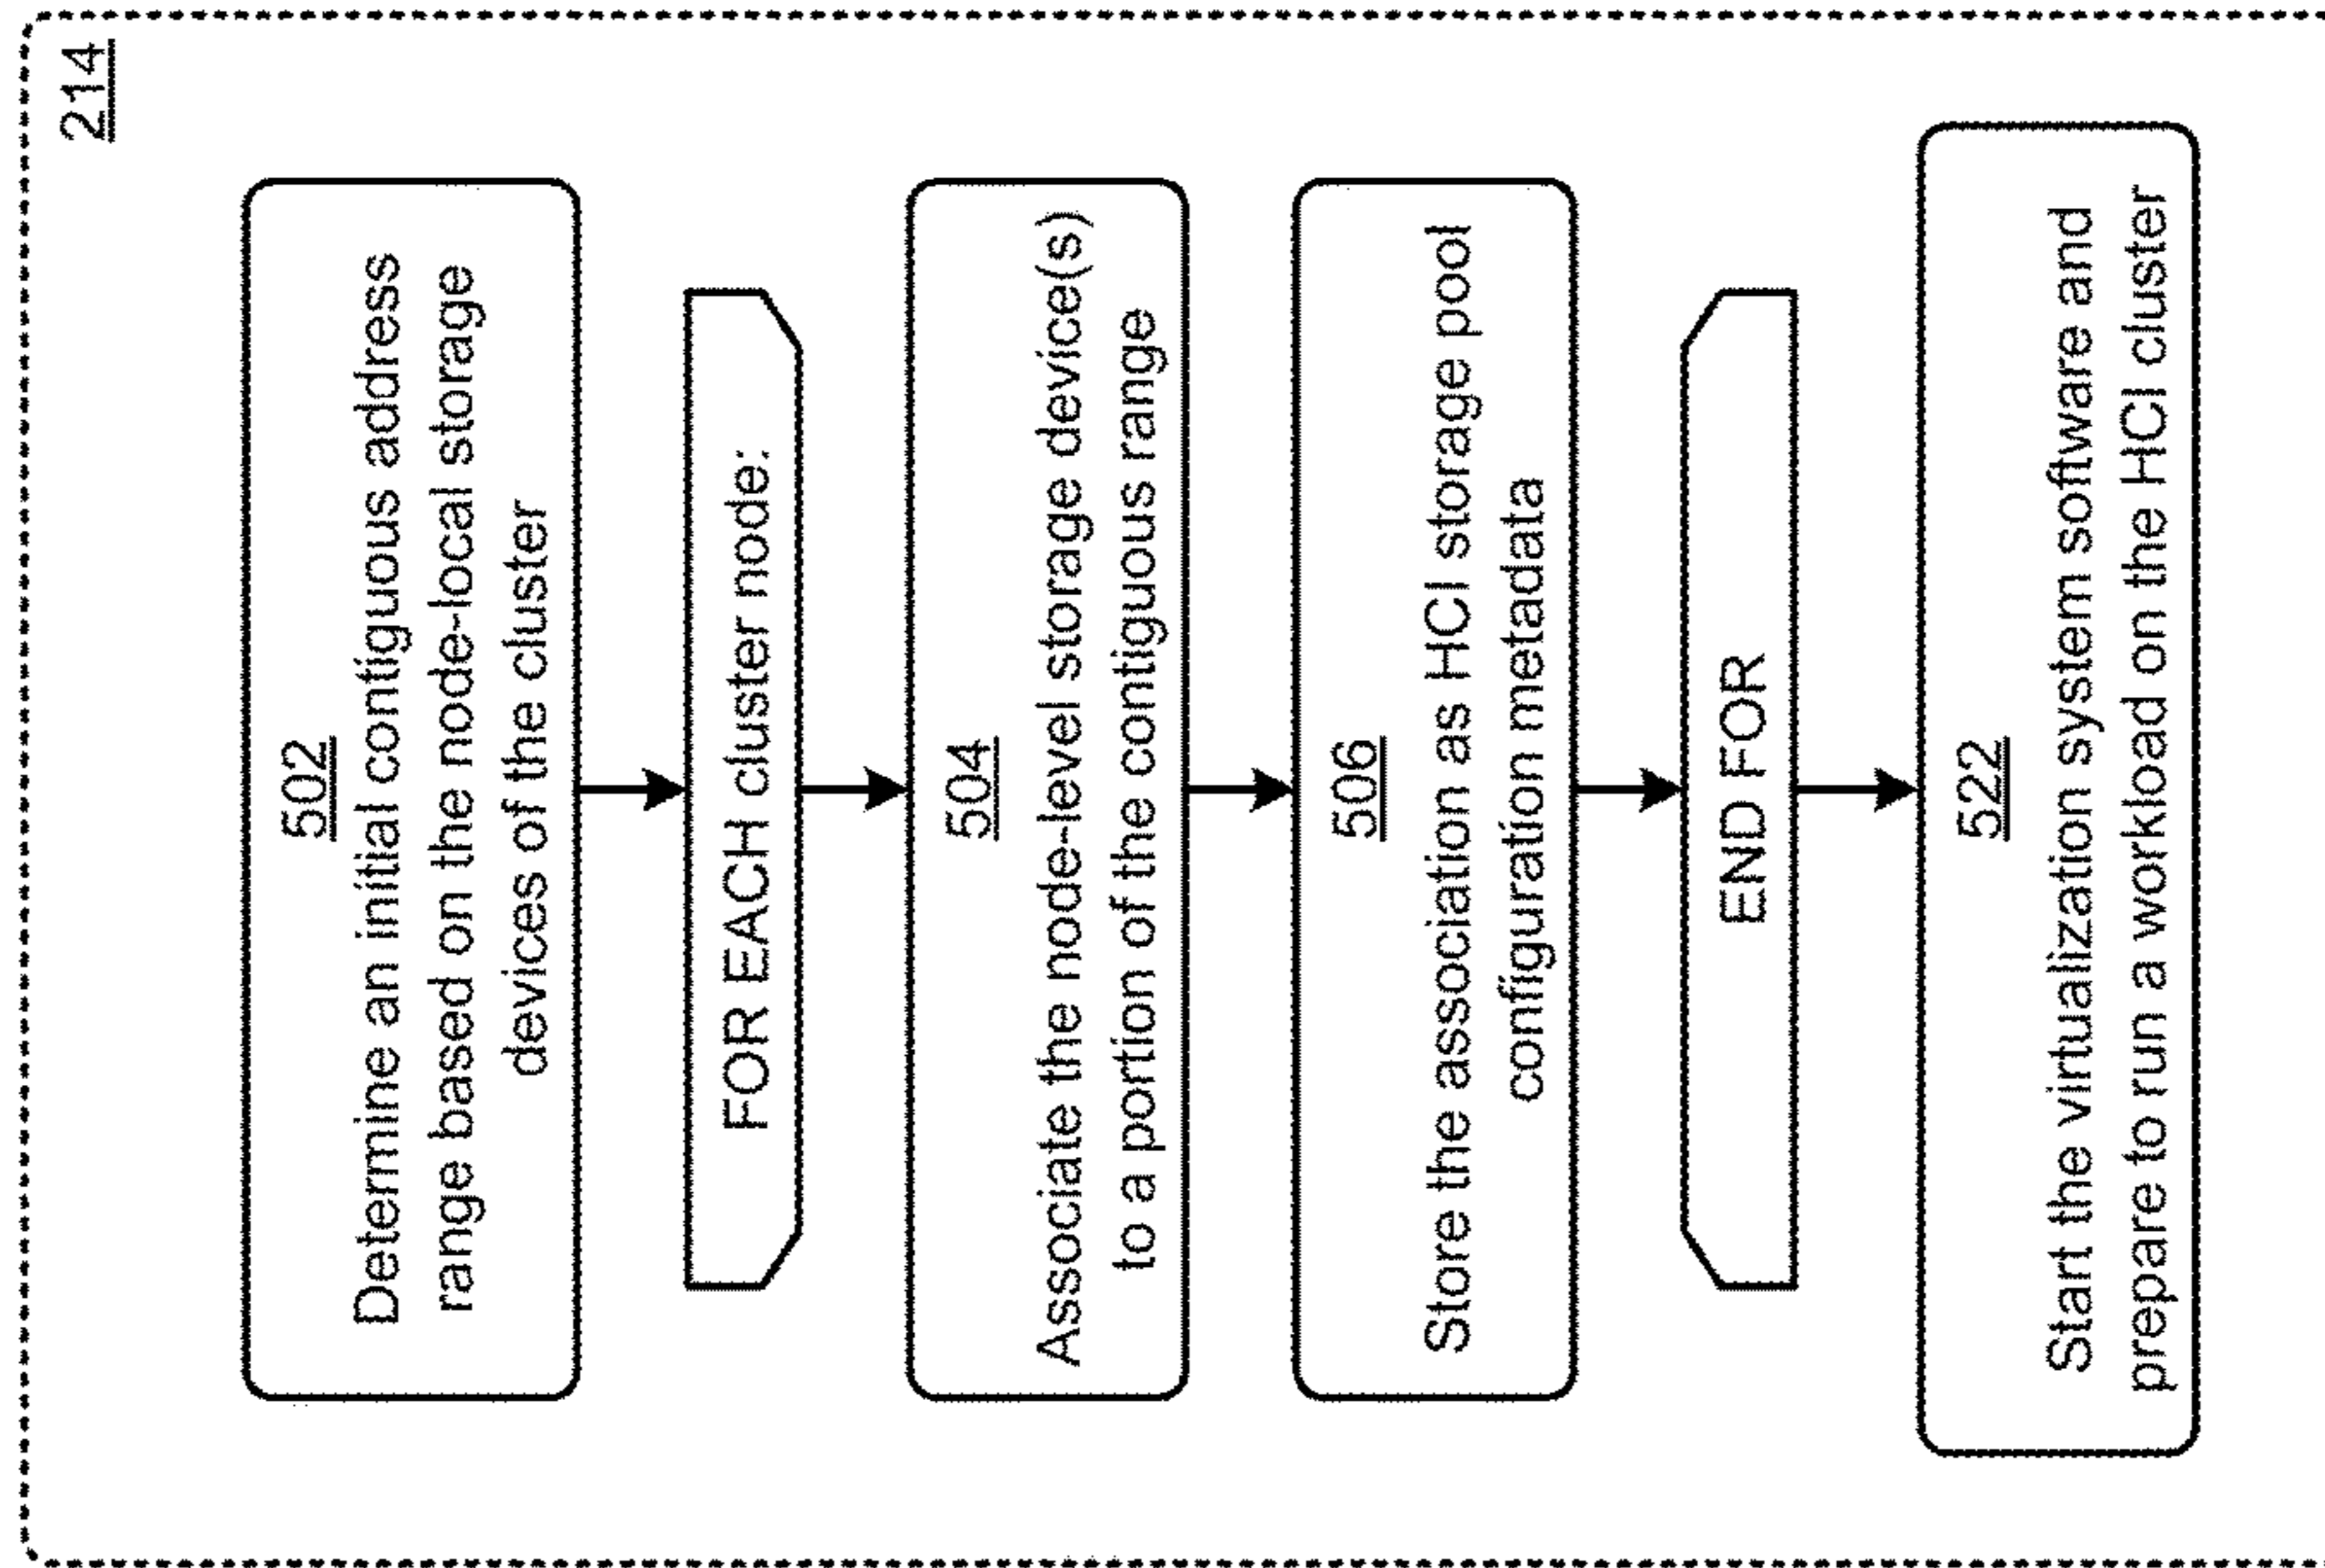 214
502
Determine an initial contiguous address
range based on the node-local storage
devices of the cluster
FOR EACH cluster node:
504
Associate the node-level storage device(s)
to a portion of the contiguous range
506
Store the association as HCI storage pool
configuration metadata
END FOR
522
Start the virtualization system software and
prepare to run a workload on the HCI cluster